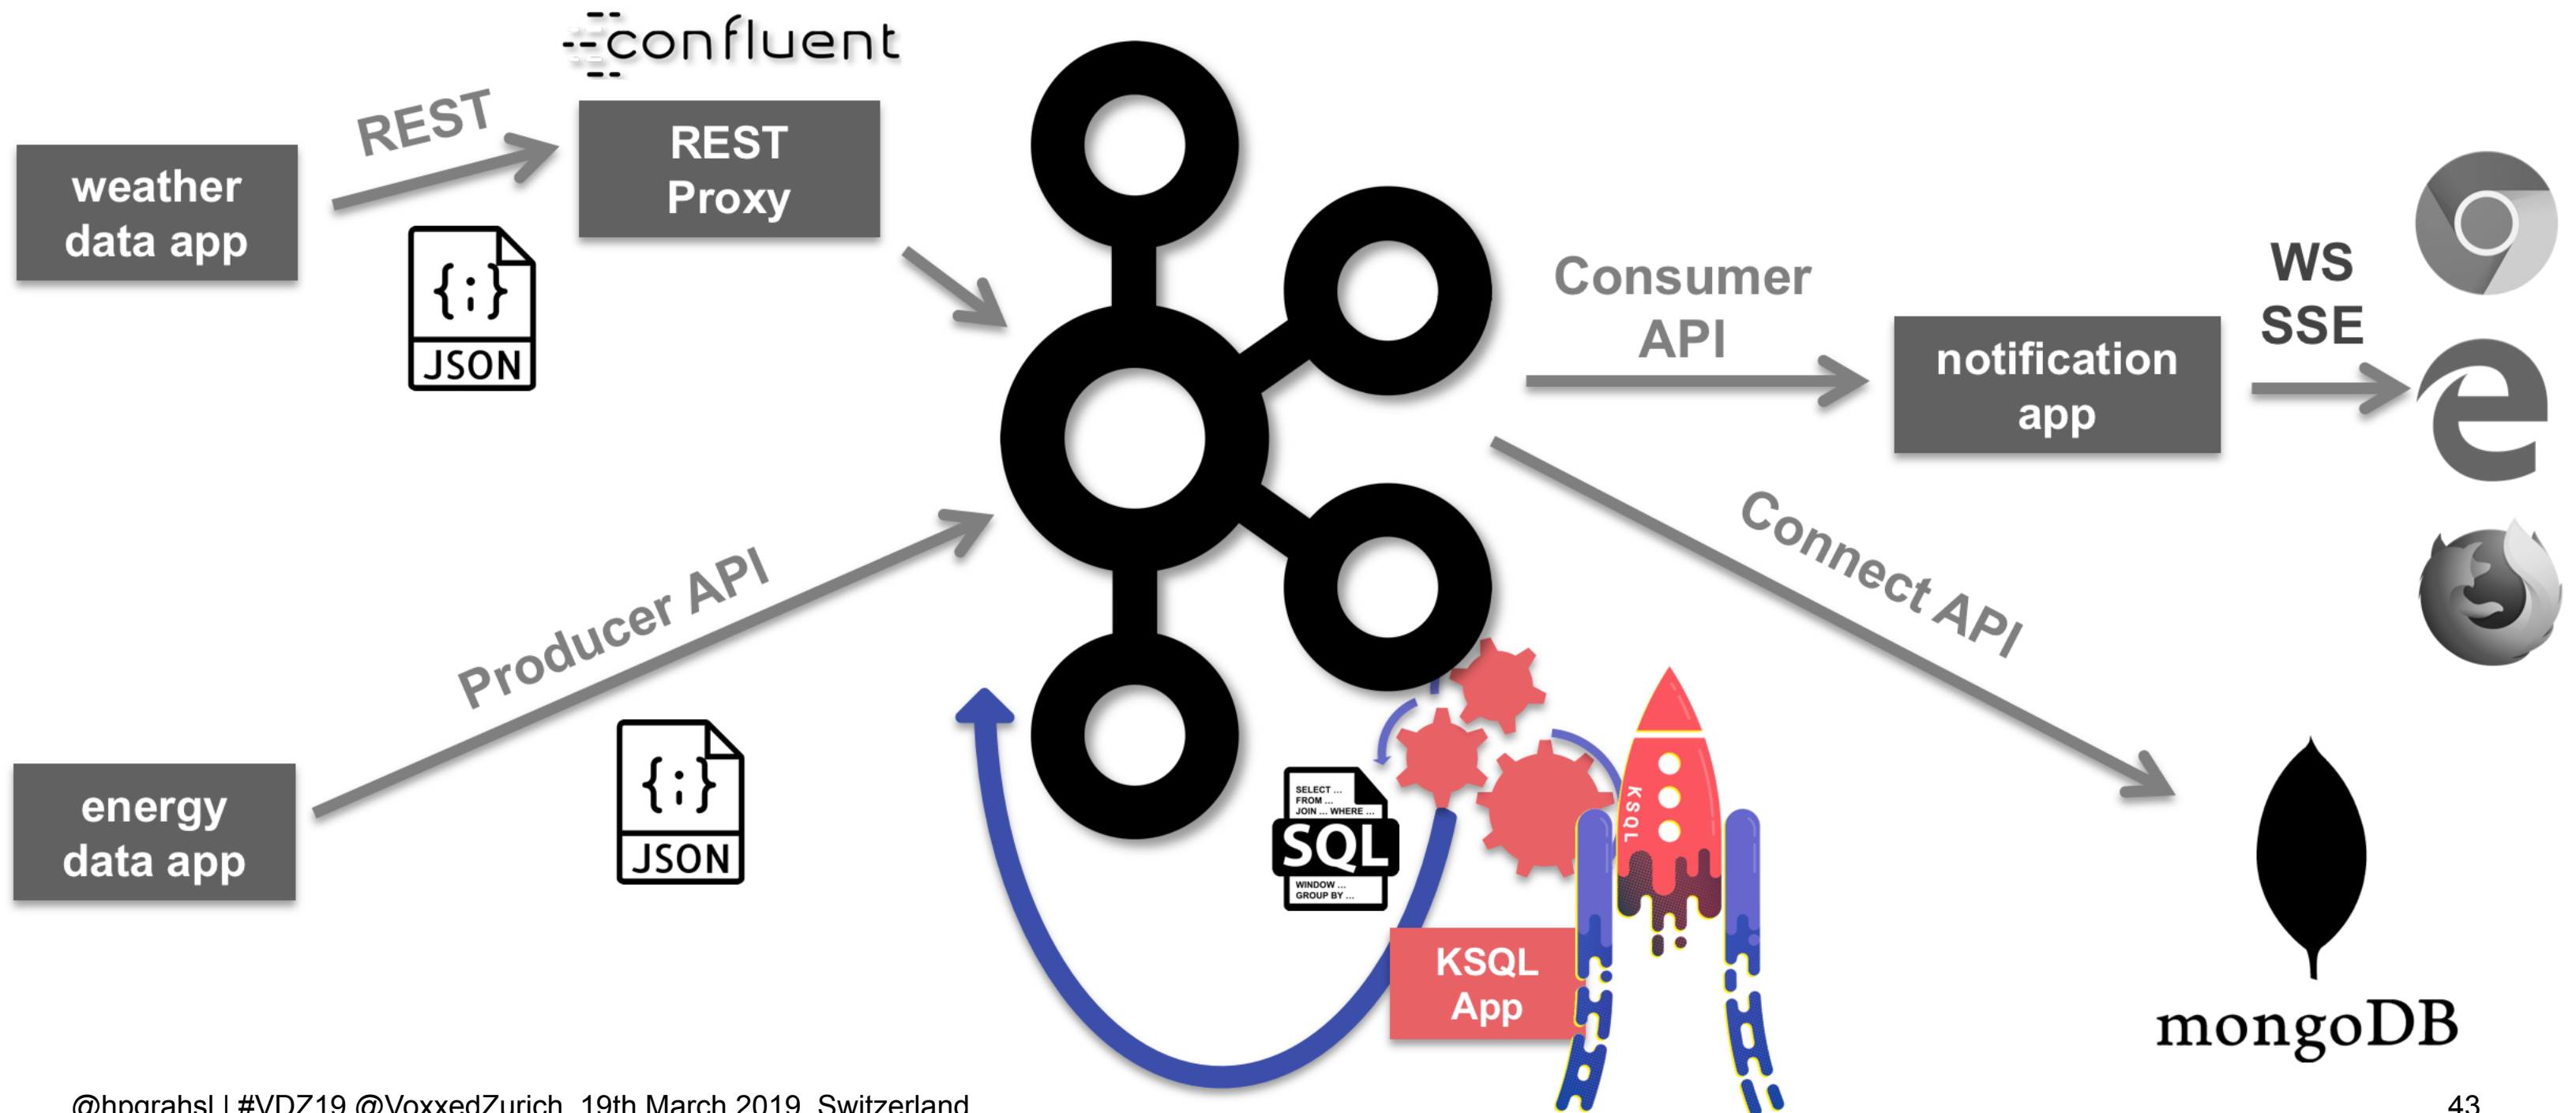 confluent
REST
REST
Proxy
weather
data app
{;}
JSON
Consumer
API
WS
SSE
notification
app
Producer API
Connect API
energy
data app
{;}
JSON
SELECT ...
FROM ...
JOIN ... WHERE ...
SQL
WINDOW ...
GROUP BY ...
KSQL
KSQL
App
mongoDB
@hpgrahsl | #VDZ19 @VoxxedZurich, 19th March 2019, Switzerland
43